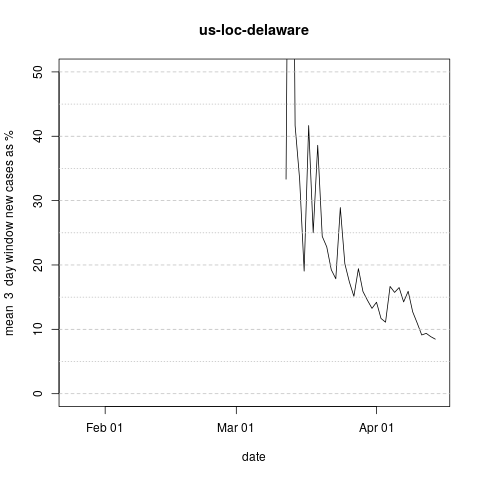 us-loc-delaware
mean 3 day window new cases as %
50
40
30
20
10
0
Feb 01
Mar 01
Apr 01
date